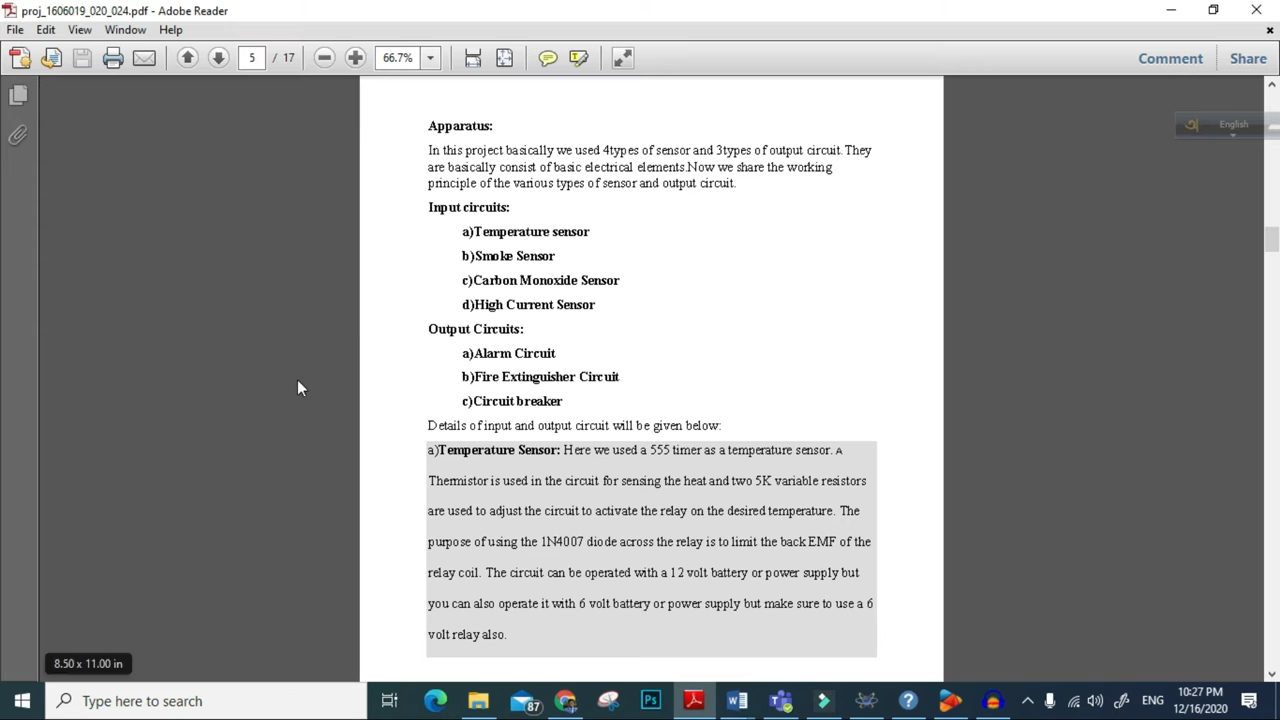 proj_1606019_020_024.pdf - Adobe Reader
File Edit View Window Help
5 / 17 66.7% Comment Share
English
Apparatus:
In this project basically we used 4types of sensor and 3types of output circuit.They
are basically consist of basic electrical elements.Now we share the working
principle of the various types of sensor and output circuit.
Input circuits:
a)Temperature sensor
b)Smoke Sensor
c)Carbon Monoxide Sensor
d)High Current Sensor
Output Circuits:
a)Alarm Circuit
b)Fire Extinguisher Circuit
c)Circuit breaker
Details of input and output circuit will be given below:
a)Temperature Sensor: Here we used a 555 timer as a temperature sensor. A
Thermistor is used in the circuit for sensing the heat and two 5K variable resistors
are used to adjust the circuit to activate the relay on the desired temperature. The
purpose of using the 1N4007 diode across the relay is to limit the back EMF of the
relay coil. The circuit can be operated with a 12 volt battery or power supply but
you can also operate it with 6 volt battery or power supply but make sure to use a 6
volt relay also.
8.50 x 11.00 in
Type here to search
87
Ps
ENG
10:27 PM
12/16/2020